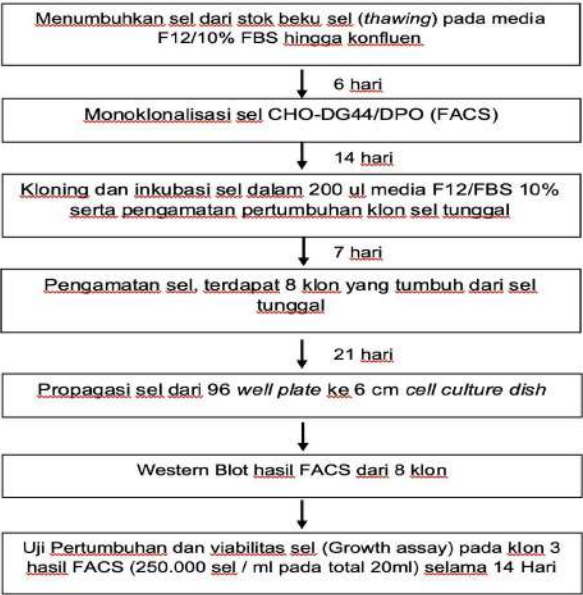 Menumbuhkan sel dari stok beku sel (thawing) pada media
F12/10% FBS hingga konfluen
6 hari
Monoklonalisasi sel CHO-DG44/DPO (FACS)
14 hari
Kloning dan inkubasi sel dalam 200 ul media F12/FBS 10%
serta pengamatan pertumbuhan klon sel tunggal
7 hari
Pengamatan sel, terdapat 8 klon yang tumbuh dari sel
tunggal
21 hari
Propagasi sel dari 96 well plate ke 6 cm cell culture dish
Western Blot hasil FACS dari 8 klon
Uji Pertumbuhan dan viabilitas sel (Growth assay) pada klon 3
hasil FACS (250.000 sel / ml pada total 20ml) selama 14 Hari